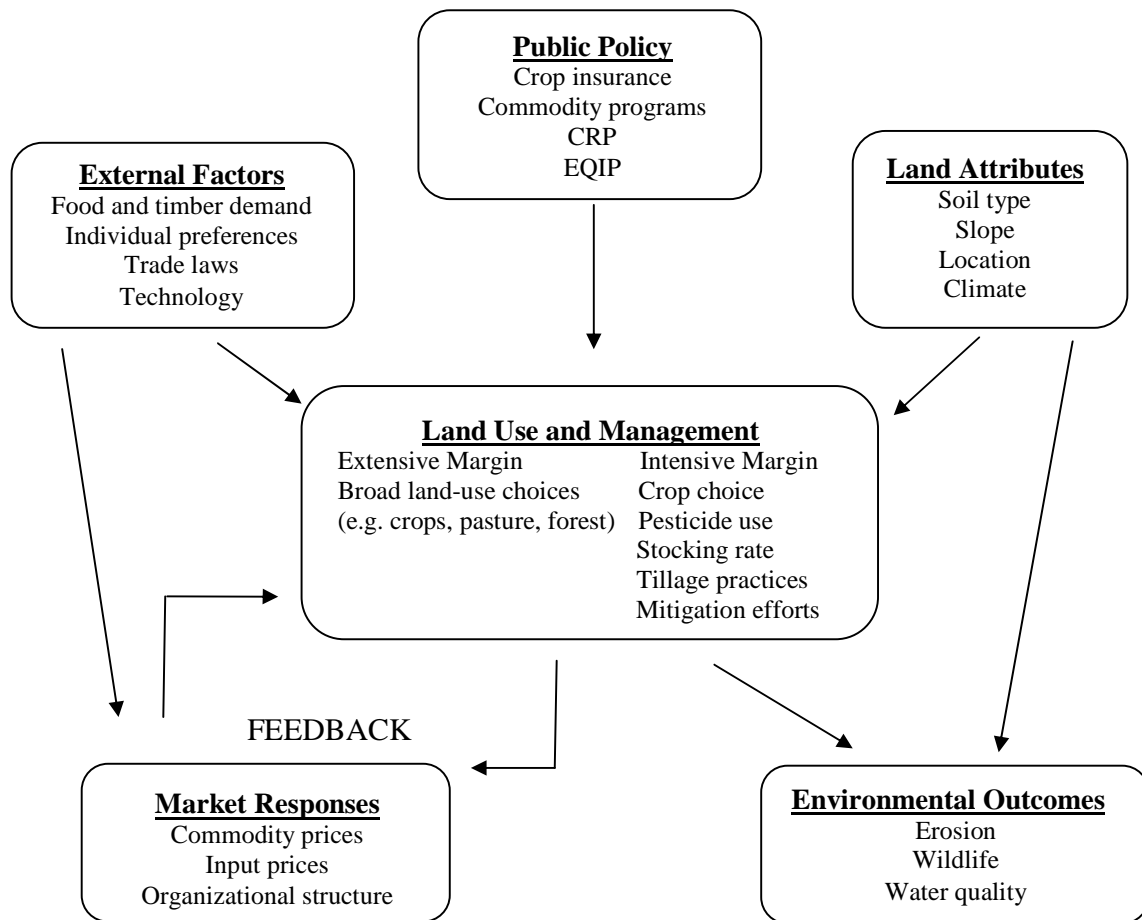 Public Policy
Crop insurance
Commodity programs
CRP
EQIP
External Factors
Food and timber demand
Individual preferences
Trade laws
Technology
Land Attributes
Soil type
Slope
Location
Climate
Land Use and Management
Extensive Margin
Broad land-use choices
(e.g. crops, pasture, forest)
Intensive Margin
Crop choice
Pesticide use
Stocking rate
Tillage practices
Mitigation efforts
FEEDBACK
Market Responses
Commodity prices
Input prices
Organizational structure
Environmental Outcomes
Erosion
Wildlife
Water quality